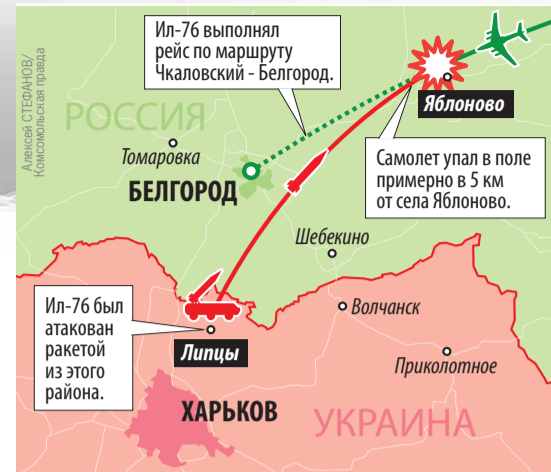 Алексей СТЕФАНОВ/
Комсомольская правда
Ил-76 выполнял
рейс по маршруту
Чкаловский - Белгород.
РОССИЯ
Яблоново
Томаровка
Самолет упал в поле
примерно в 5 км
от села Яблоново.
БЕЛГОРОД
Шебекино
Ил-76 был
атакован
ракетой
из этого
района.
Волчанск
Липцы
Приколотное
ХАРЬКОВ
УКРАИНА